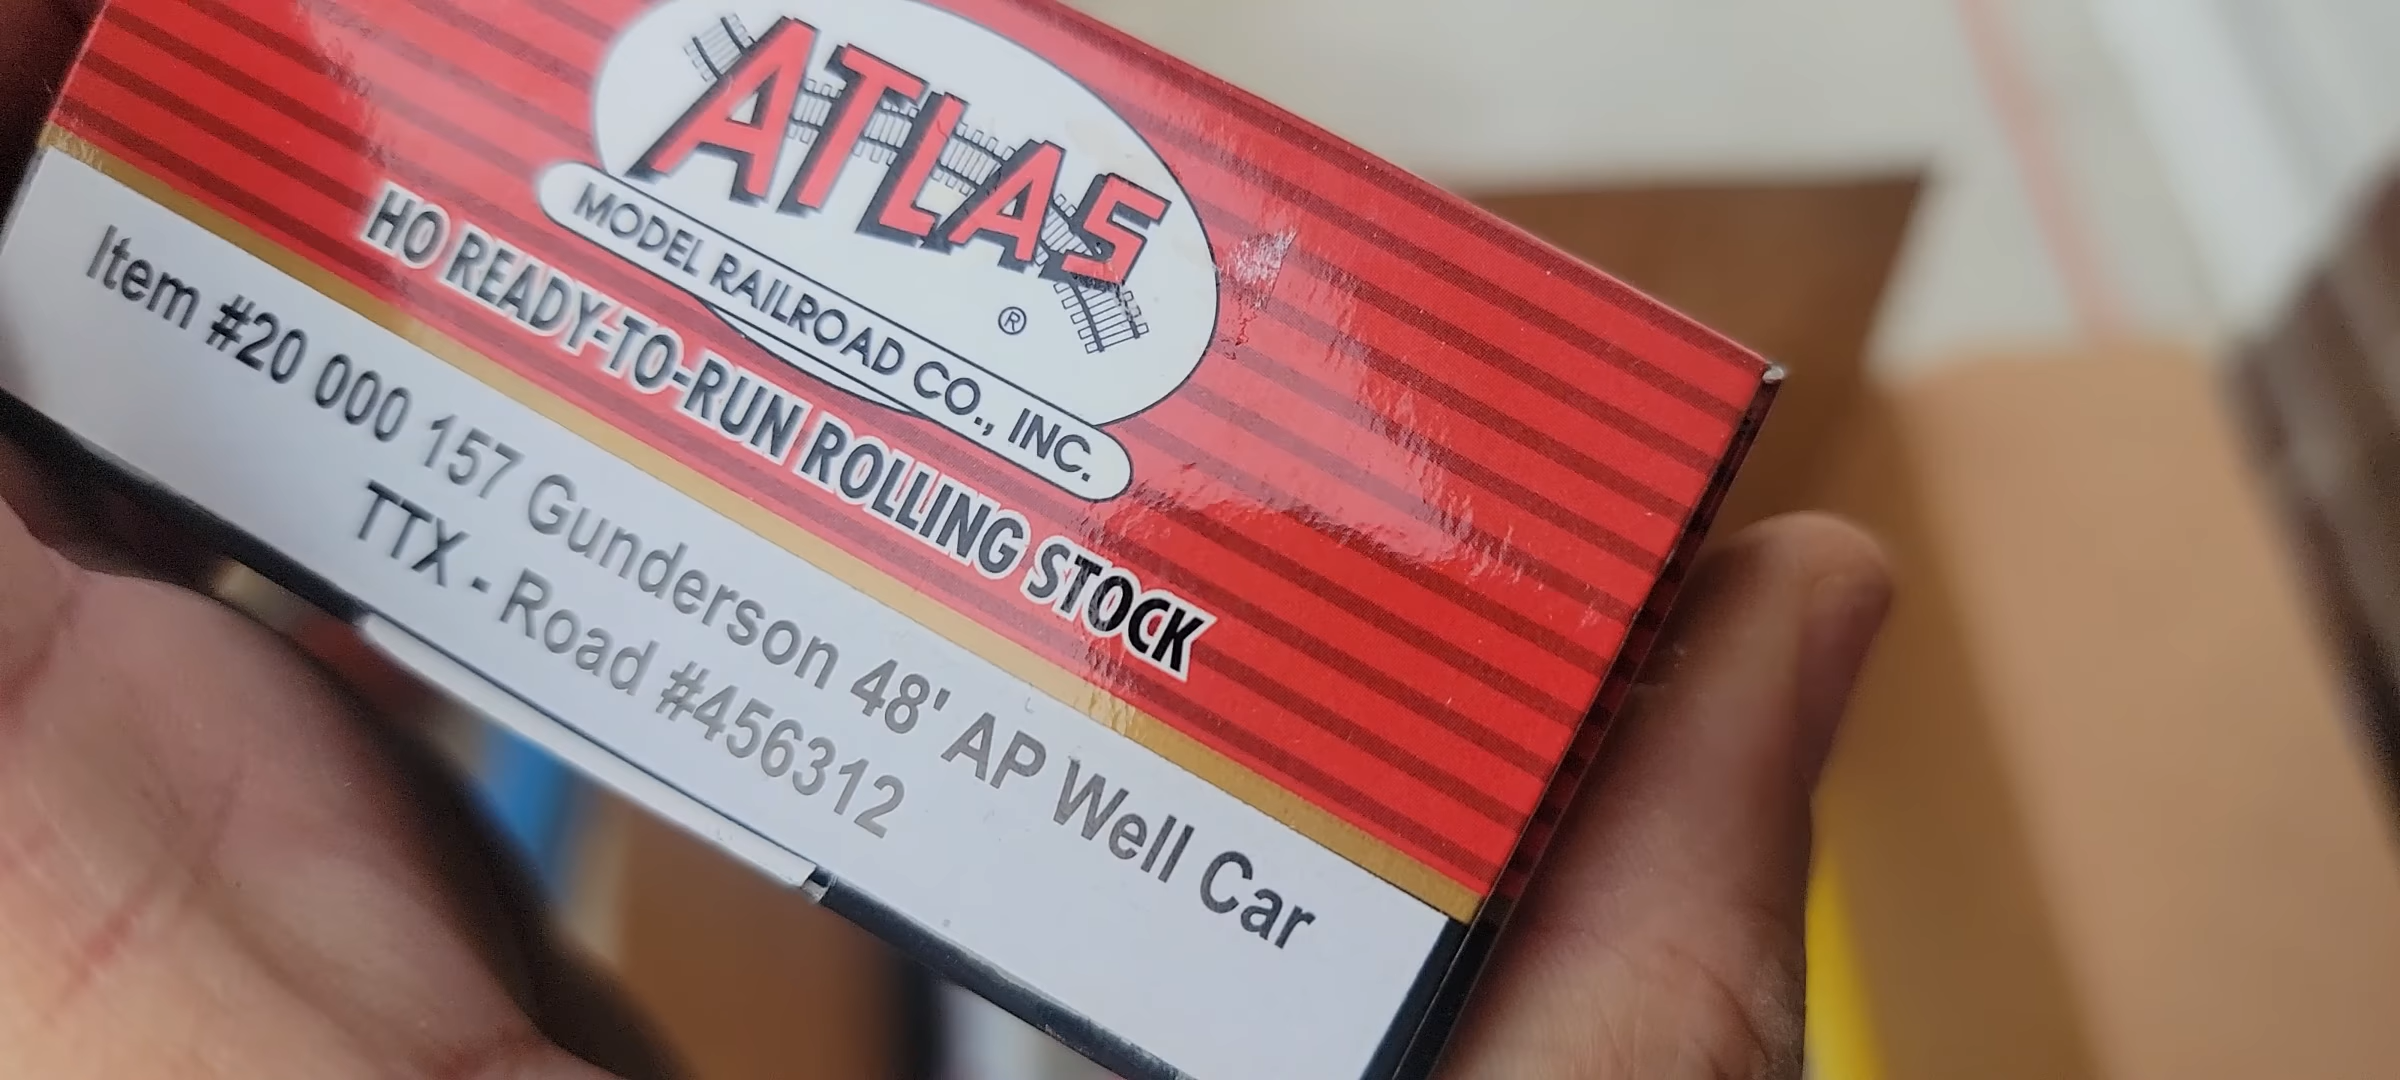 ATLAS
MODEL RAILROAD CO., INC.
®
HO READY-TO-RUN ROLLING STOCK
Item #20 000 157 Gunderson 48' AP Well Car
TTX - Road #456312